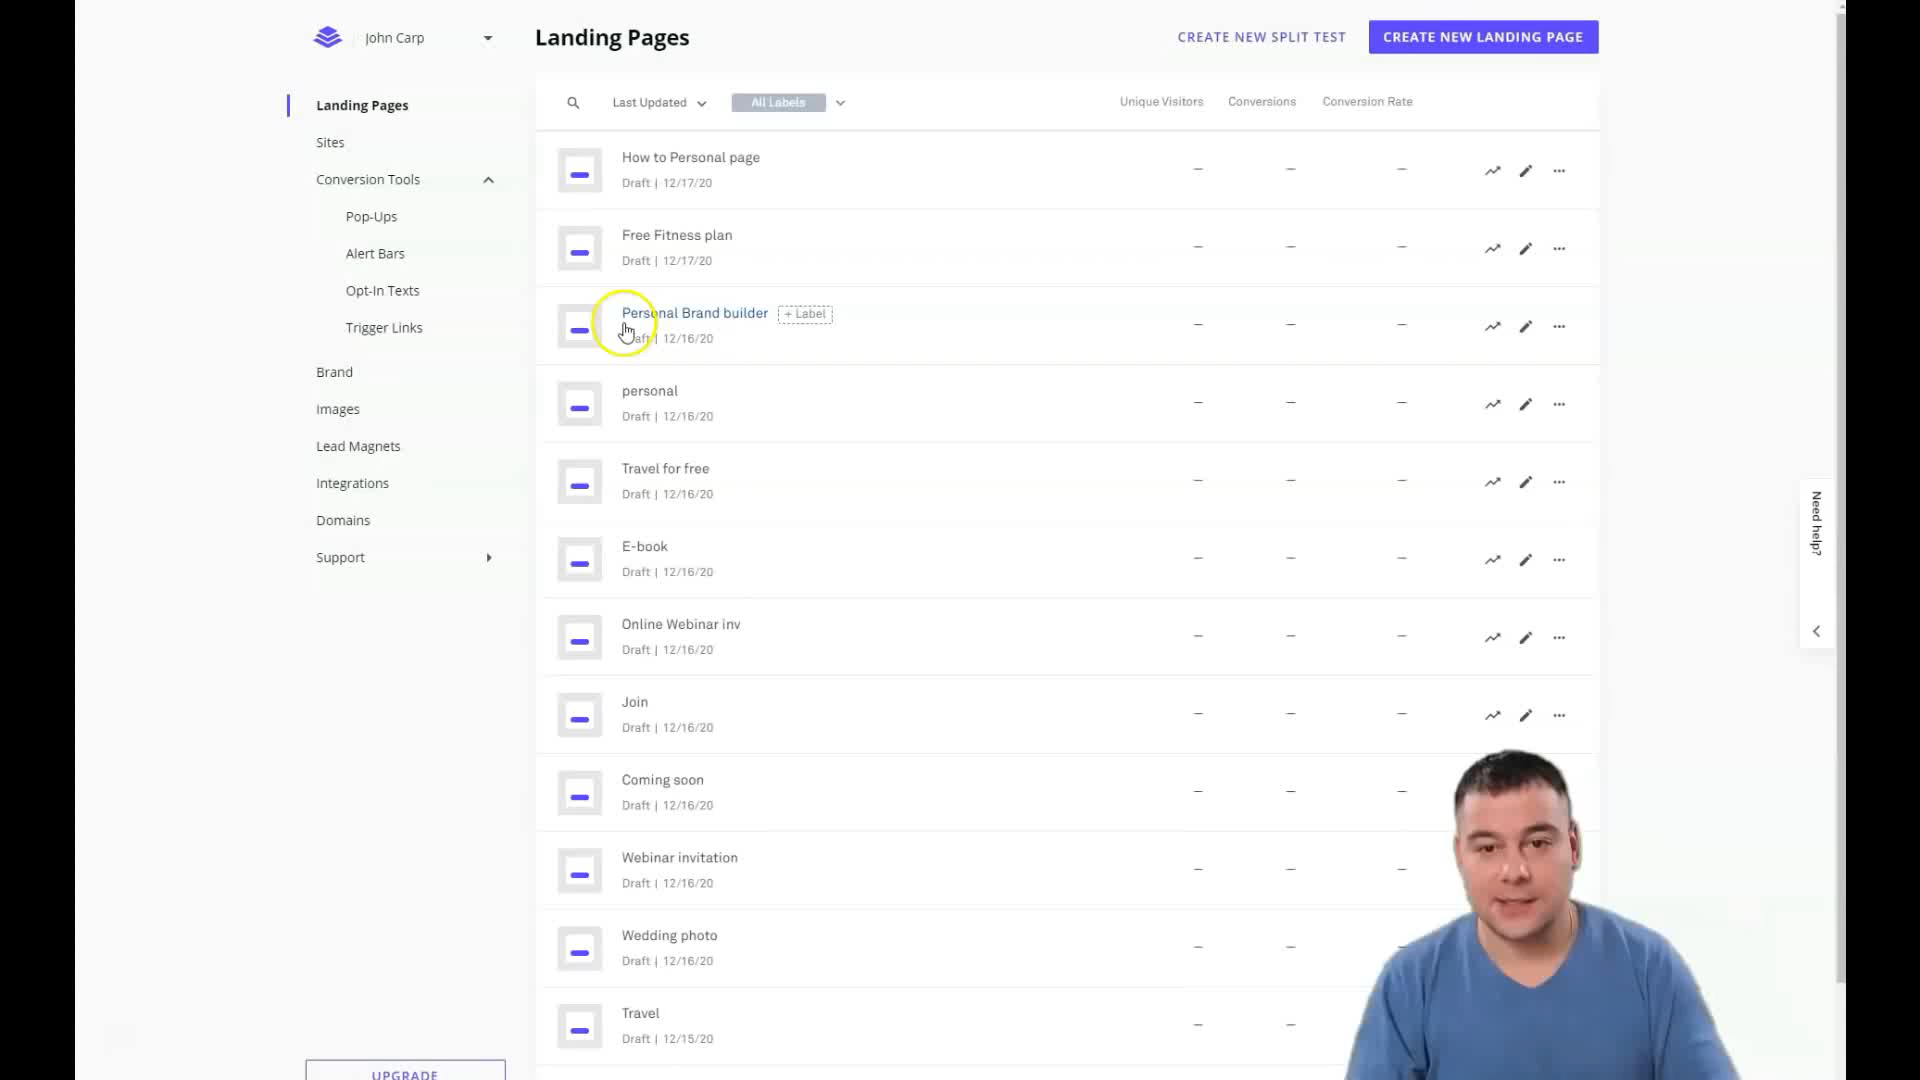 John Carp
Landing Pages
CREATE NEW SPLIT TEST
CREATE NEW LANDING PAGE
Landing Pages
Sites
Conversion Tools
Pop-Ups
Alert Bars
Opt-In Texts
Trigger Links
Brand
Images
Lead Magnets
Integrations
Domains
Support
UPGRADE
Last Updated
All Labels
Unique Visitors
Conversions
Conversion Rate
How to Personal page
Draft | 12/17/20
Free Fitness plan
Draft | 12/17/20
Personal Brand builder
+ Label
Draft | 12/16/20
personal
Draft | 12/16/20
Travel for free
Draft | 12/16/20
E-book
Draft | 12/16/20
Online Webinar inv
Draft | 12/16/20
Join
Draft | 12/16/20
Coming soon
Draft | 12/16/20
Webinar invitation
Draft | 12/16/20
Wedding photo
Draft | 12/16/20
Travel
Draft | 12/15/20
Need help?